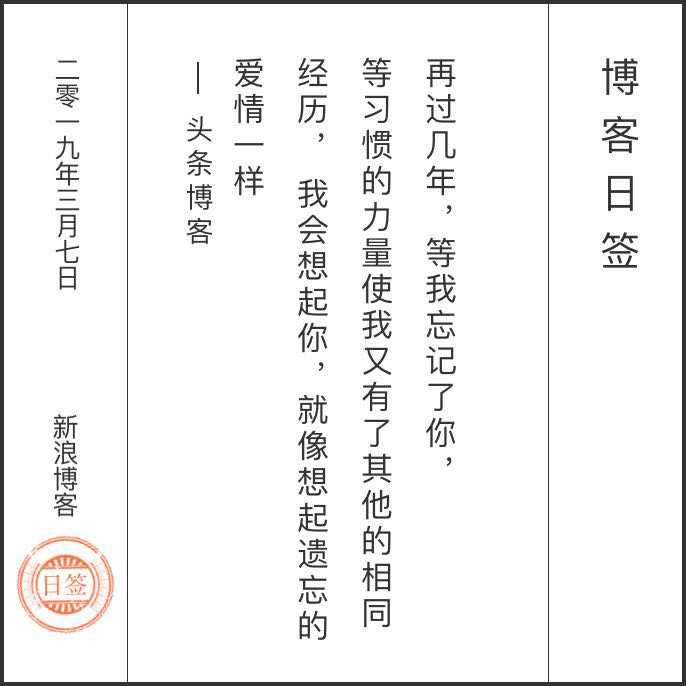 博客日签
再过几年，等我忘记了你，
等习惯的力量使我又有了其他的相同
经历，我会想起你，就像想起遗忘的
爱情一样
—头条博客
二零一九年三月七日
新浪博客
日签